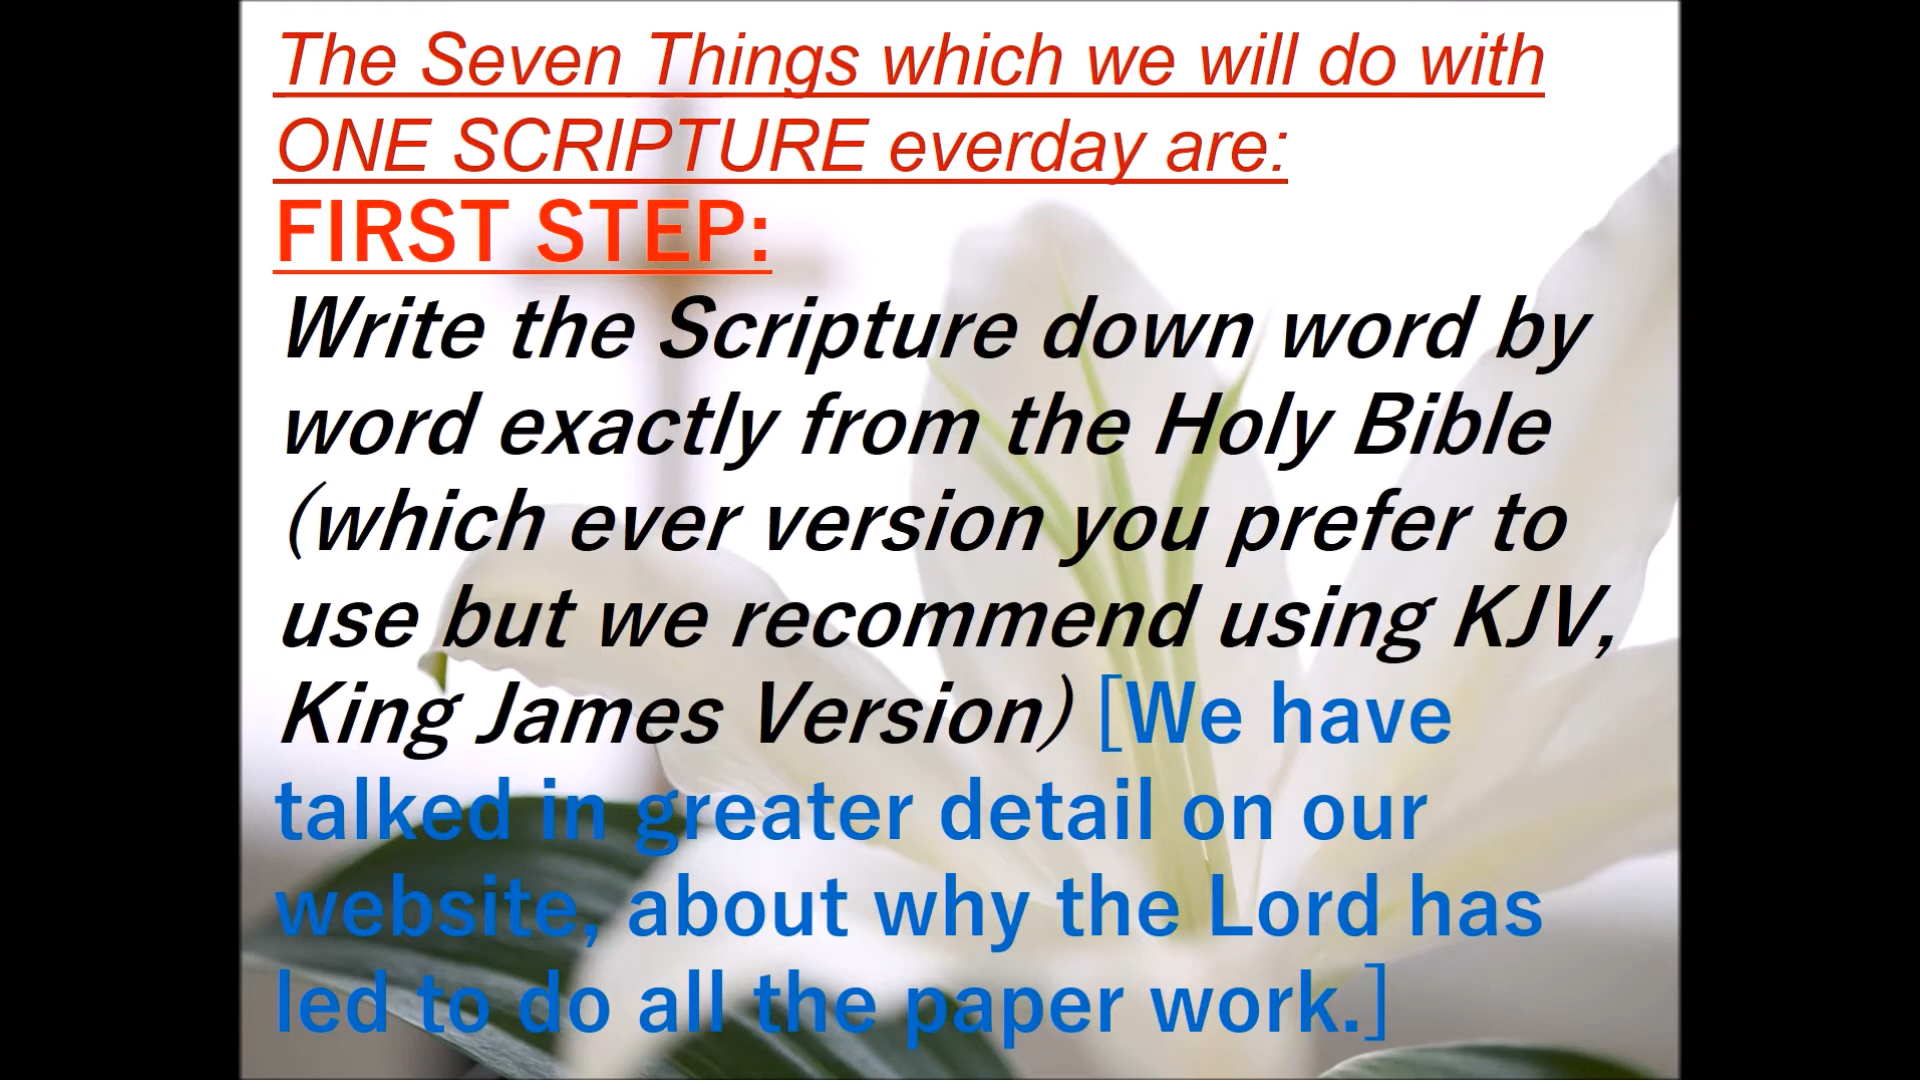 The Seven Things which we will do with
ONE SCRIPTURE everday are:
FIRST STEP:
Write the Scripture down word by
word exactly from the Holy Bible
(which ever version you prefer to
use but we recommend using KJV,
King James Version) [We have
talked in greater detail on our
website, about why the Lord has
led to do all the paper work.]